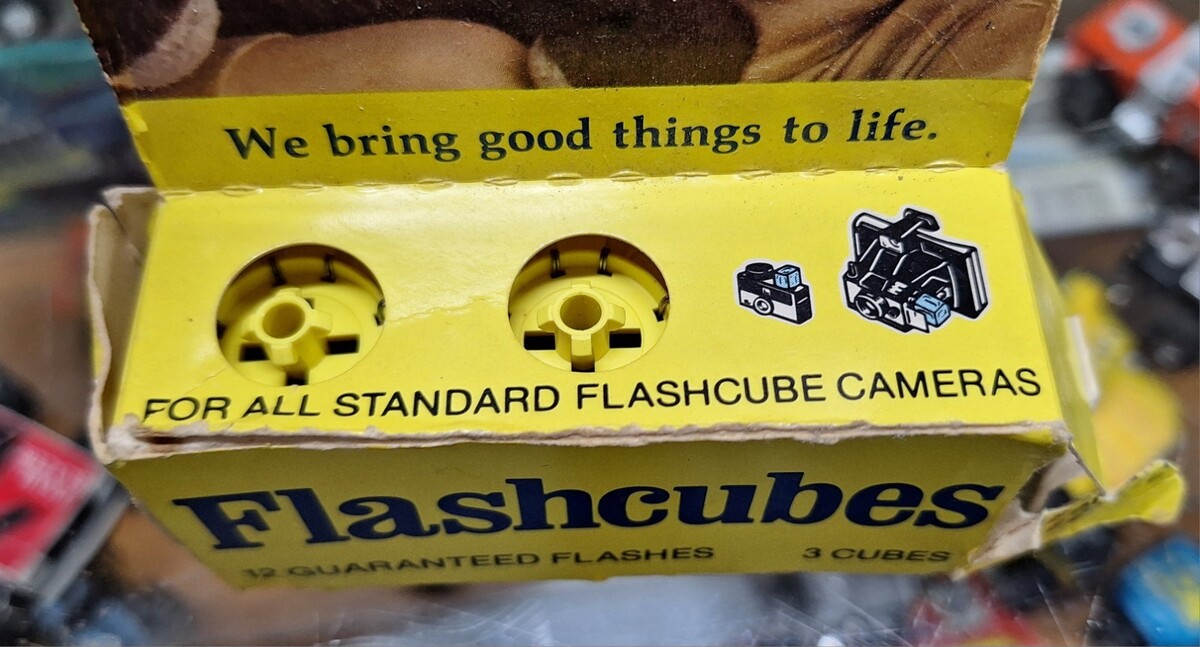 We bring good things to life.
FOR ALL STANDARD FLASHCUBE CAMERAS
Flashcubes
12 GUARANTEED FLASHES 3 CUBES